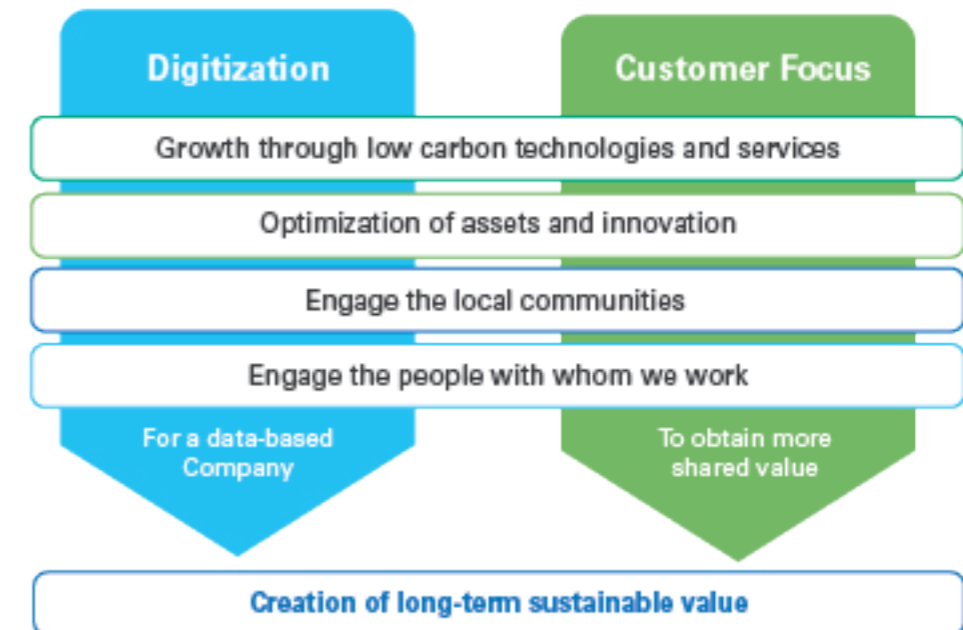 Digitization
Customer Focus
Growth through low carbon technologies and services
Optimization of assets and innovation
Engage the local communities
Engage the people with whom we work
For a data-based
Company
To obtain more
shared value
Creation of long-term sustainable value